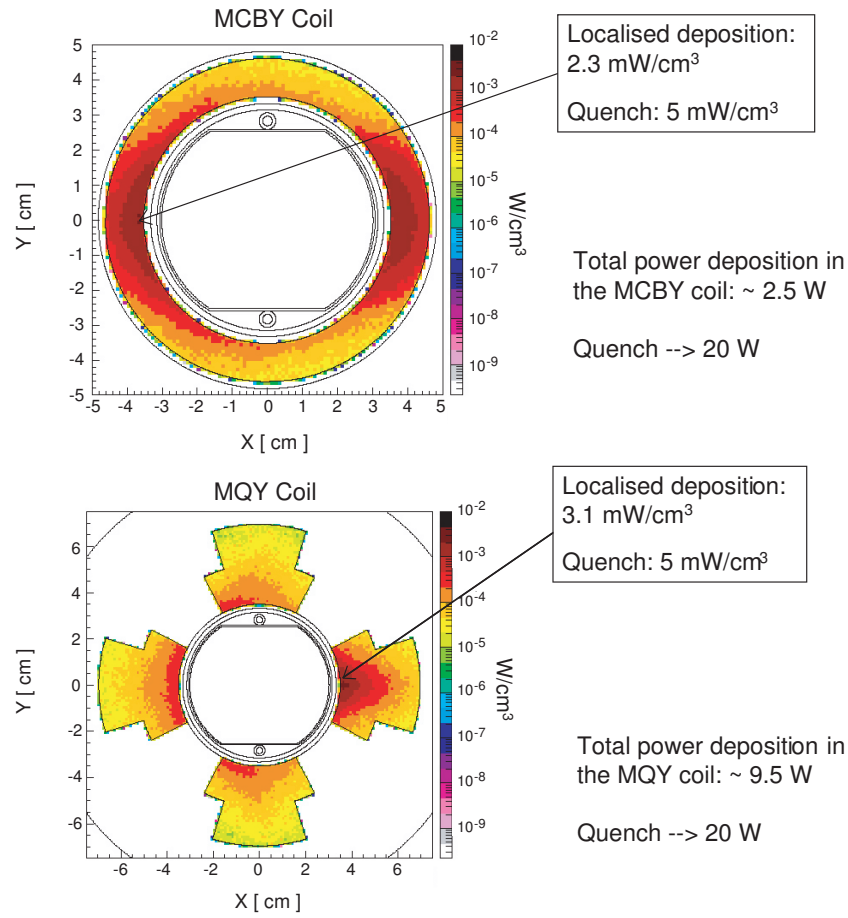 MCBY Coil
Localised deposition:
2.3 mW/cm³
Quench: 5 mW/cm³
5
4
3
2
1
0
-1
-2
-3
-4
-5
Y [ cm ]
-5 -4 -3 -2 -1 0 1 2 3 4 5
X [ cm ]
10⁻²
10⁻³
10⁻⁴
10⁻⁵
10⁻⁶
10⁻⁷
10⁻⁸
10⁻⁹
W/cm³
Total power deposition in
the MCBY coil: ~ 2.5 W
Quench --> 20 W
MQY Coil
Localised deposition:
3.1 mW/cm³
Quench: 5 mW/cm³
6
4
2
0
-2
-4
-6
Y [ cm ]
-6 -4 -2 0 2 4 6
X [ cm ]
10⁻²
10⁻³
10⁻⁴
10⁻⁵
10⁻⁶
10⁻⁷
10⁻⁸
10⁻⁹
W/cm³
Total power deposition in
the MQY coil: ~ 9.5 W
Quench --> 20 W